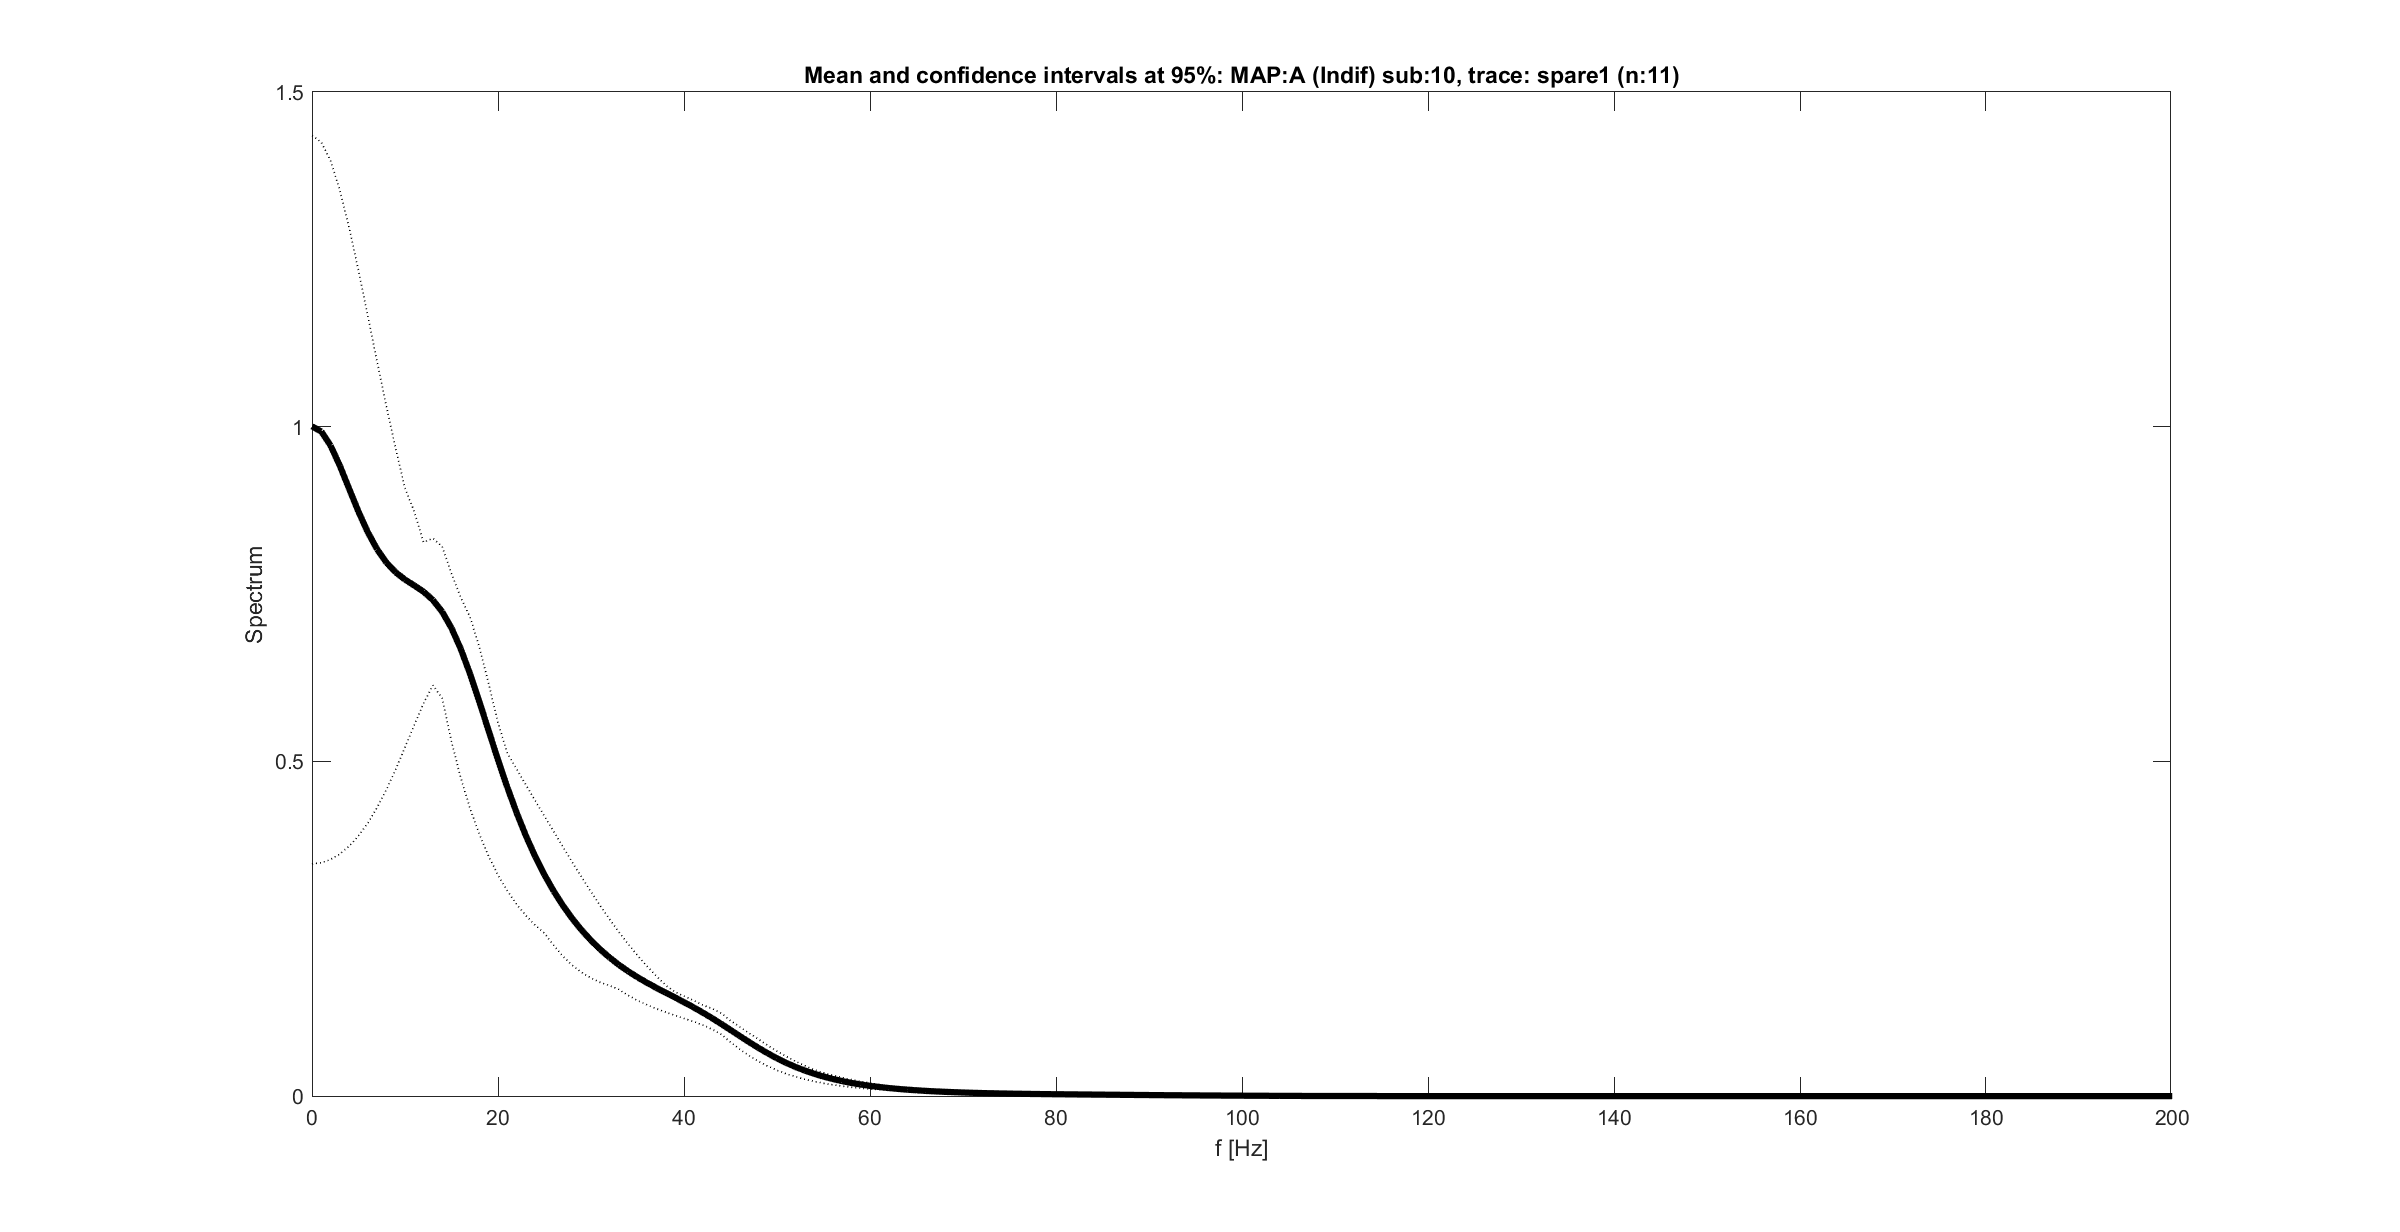 Mean and confidence intervals at 95%: MAP:A (Indif) sub:10, trace: spare1 (n:11)
1.5
1
0.5
0
Spectrum
0 20 40 60 80 100 120 140 160 180 200
f [Hz]